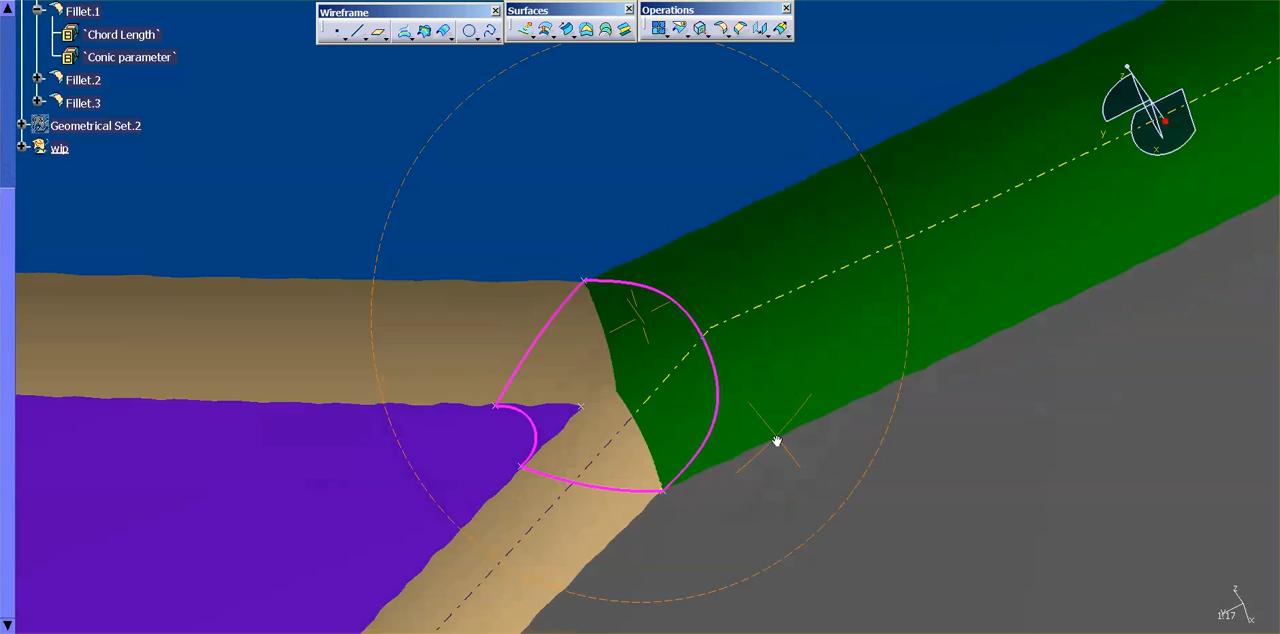 Fillet.1
`Chord Length`
`Conic parameter`
Fillet.2
Fillet.3
Geometrical Set.2
wip
Wireframe
Surfaces
Operations
z
y
x
z
x